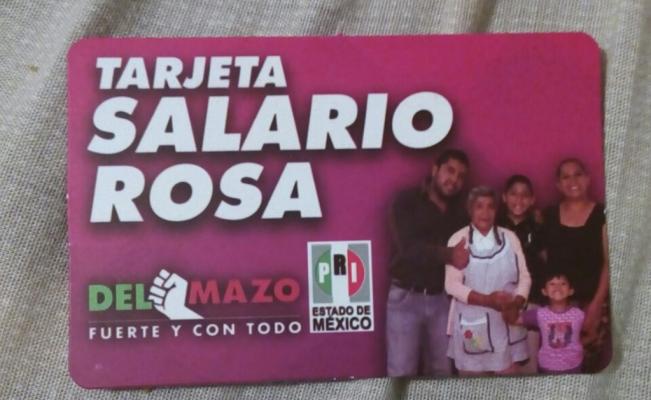 TARJETA
SALARIO
ROSA
DEL MAZO
FUERTE Y CON TODO
PRI
ESTADO DE
MÉXICO